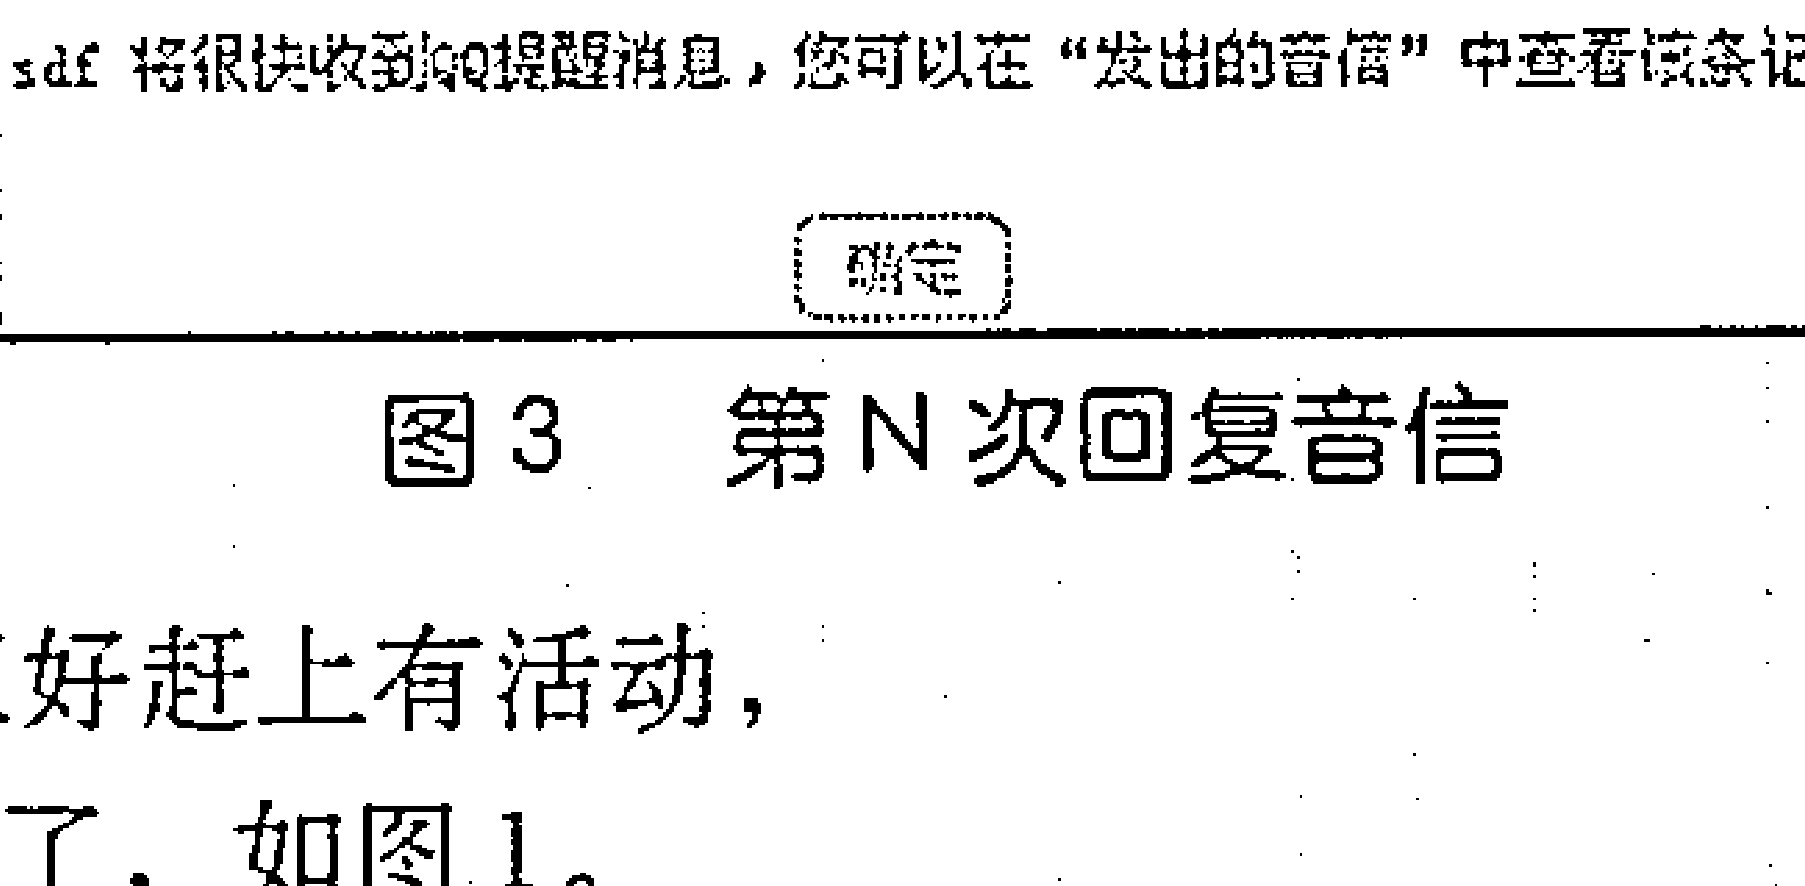 sdf 将很快收到QQ提醒消息，您可以在“发出的音信”中查看该条记
确定
图 3 第 N 次回复音信
好赶上有活动，
了，如图 1。